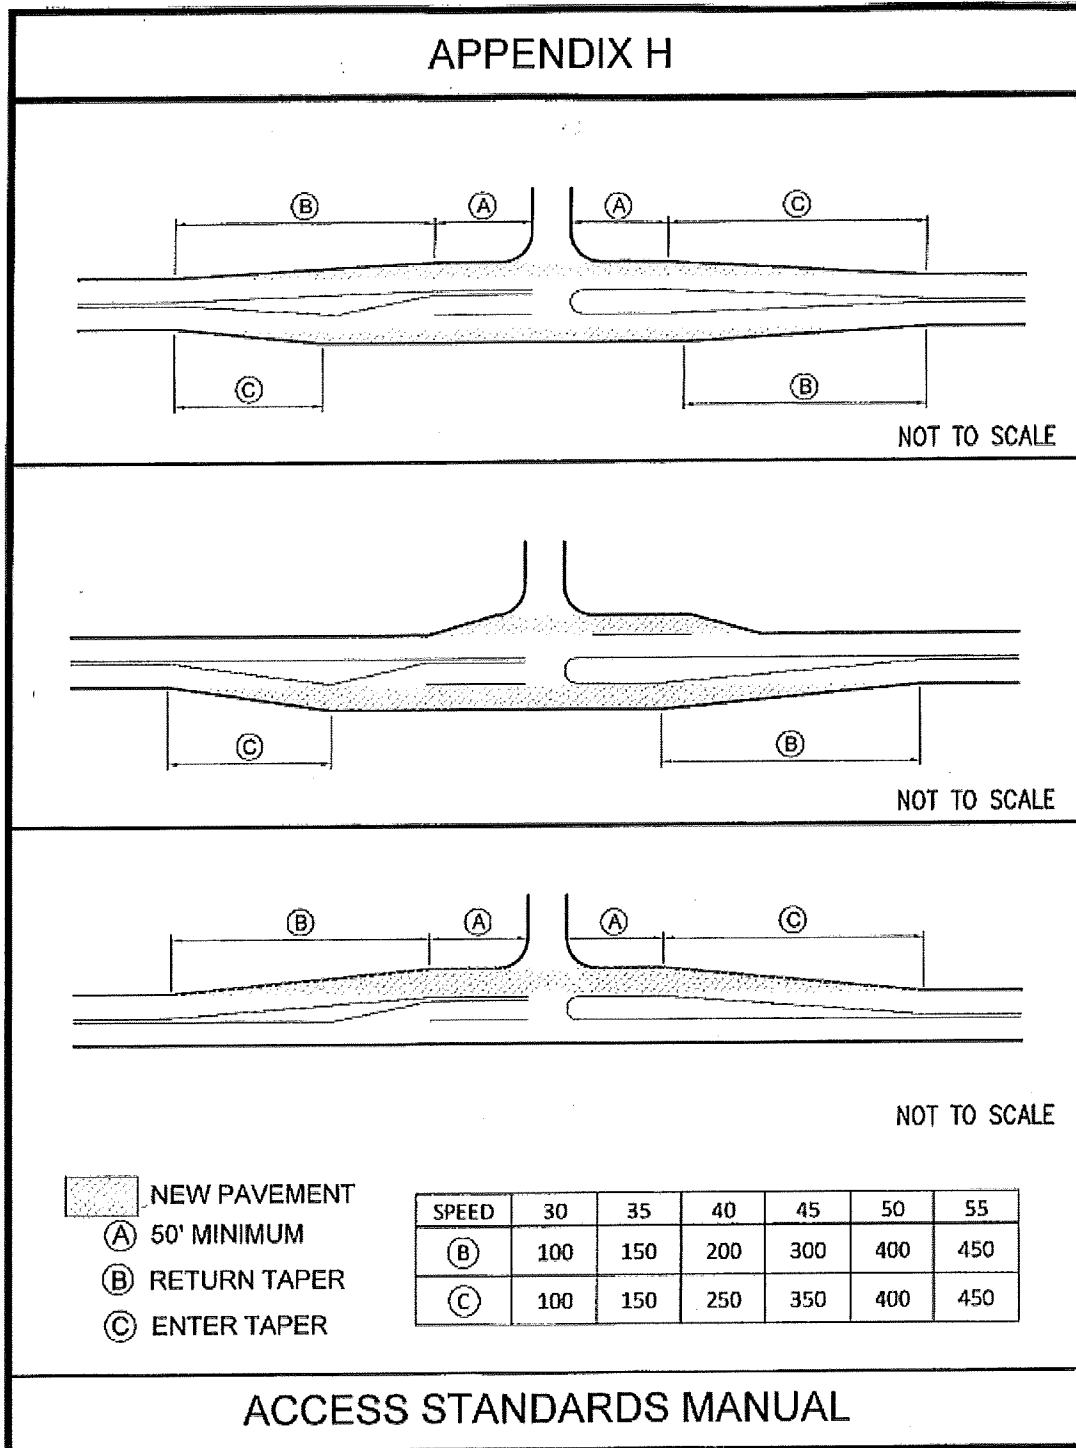 APPENDIX H
B A A C
C B
NOT TO SCALE
C B
NOT TO SCALE
B A A C
NOT TO SCALE
NEW PAVEMENT
A 50' MINIMUM
B RETURN TAPER
C ENTER TAPER
SPEED 30 35 40 45 50 55
B 100 150 200 300 400 450
C 100 150 250 350 400 450
ACCESS STANDARDS MANUAL